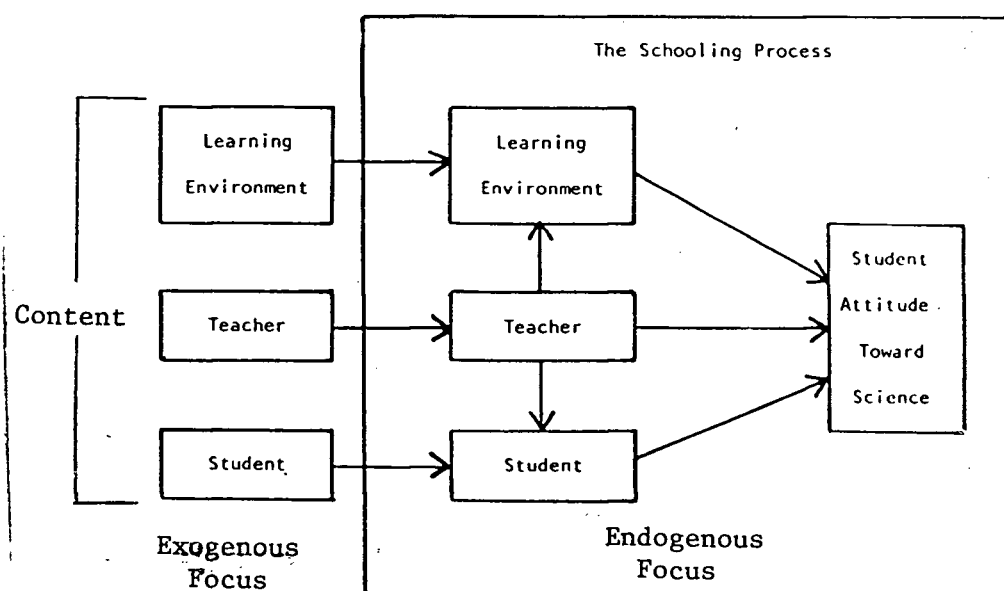 The Schooling Process
Learning
Environment
Learning
Environment
Student
Attitude
Toward
Science
Content
Teacher
Teacher
Student
Student
Exogenous
Focus
Endogenous
Focus